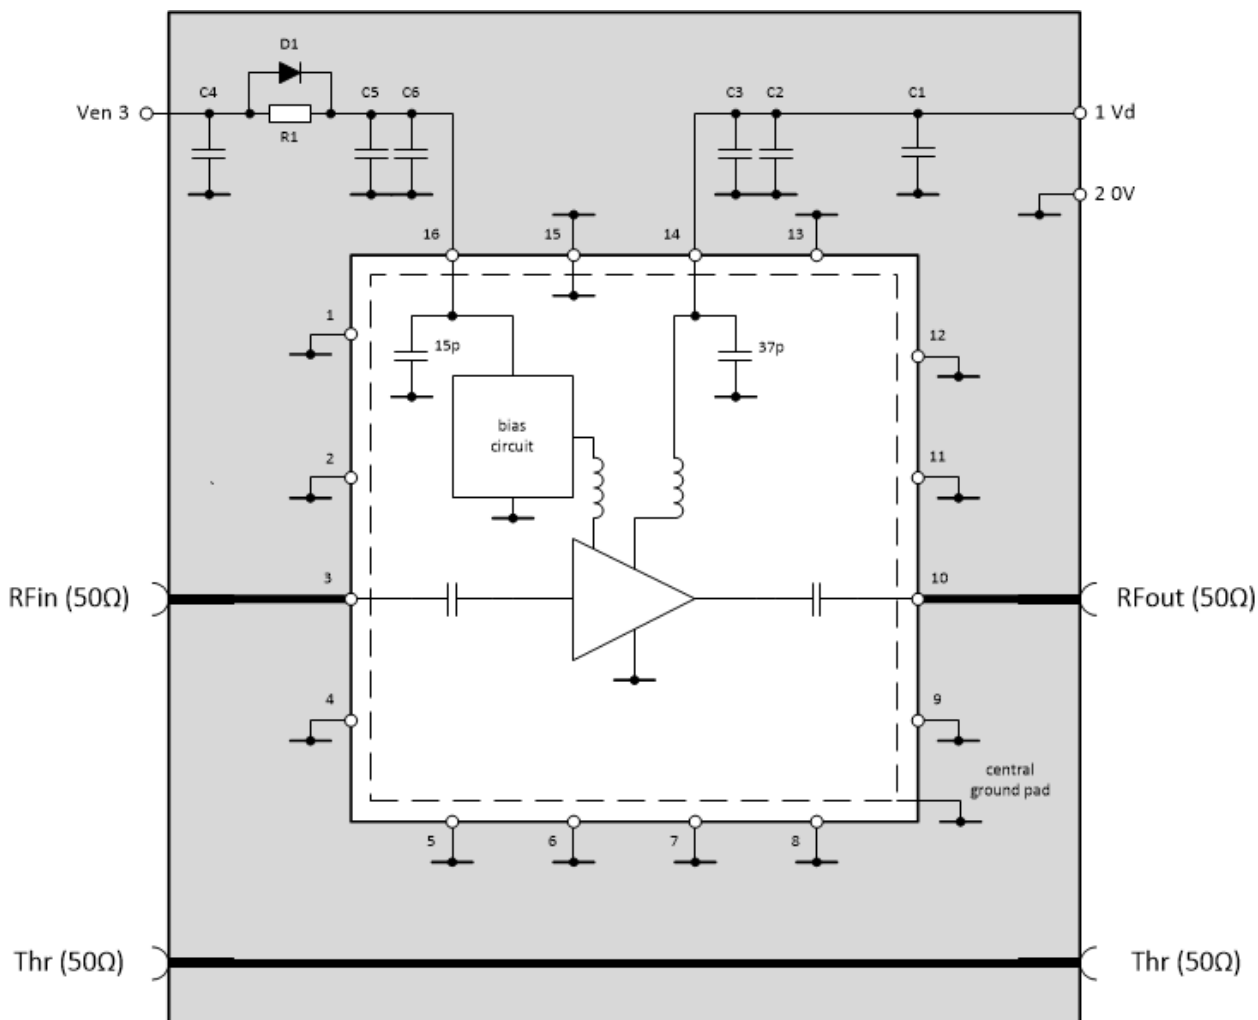 D1
C4
C5 C6
C3 C2
C1
Ven 3
1 Vd
R1
2 0V
16
15
14
13
1
12
15p
37p
bias
circuit
2
11
3
10
RFin (50Ω)
RFout (50Ω)
4
9
central
ground pad
5
6
7
8
Thr (50Ω)
Thr (50Ω)